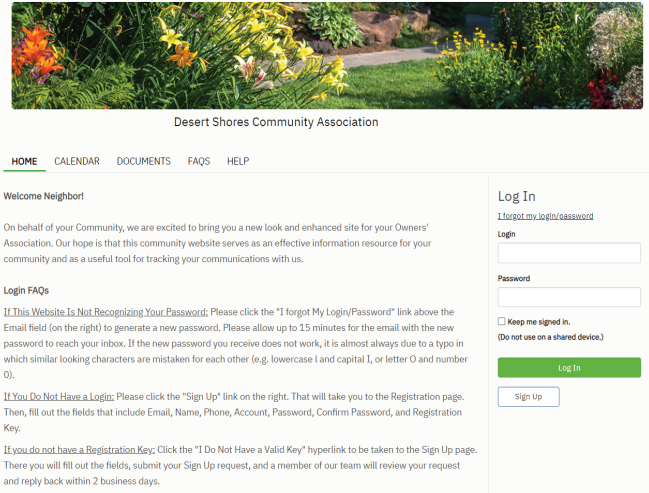 Desert Shores Community Association
HOME CALENDAR DOCUMENTS FAQS HELP
Welcome Neighbor!
On behalf of your Community, we are excited to bring you a new look and enhanced site for your Owners'
Association. Our hope is that this community website serves as an effective information resource for your
community and as a useful tool for tracking your communications with us.
Login FAQs
If This Website Is Not Recognizing Your Password: Please click the "I forgot My Login/Password" link above the
Email field (on the right) to generate a new password. Please allow up to 15 minutes for the email with the new
password to reach your inbox. If the new password you receive does not work, it is almost always due to a typo in
which similar looking characters are mistaken for each other (e.g. lowercase l and capital I, or letter O and number
0).
If You Do Not Have a Login: Please click the "Sign Up" link on the right. That will take you to the Registration page.
Then, fill out the fields that include Email, Name, Phone, Account, Password, Confirm Password, and Registration
Key.
If you do not have a Registration Key: Click the "I Do Not Have a Valid Key" hyperlink to be taken to the Sign Up page.
There you will fill out the fields, submit your Sign Up request, and a member of our team will review your request
and reply back within 2 business days.
Log In
I forgot my login/password
Login
Password
Keep me signed in.
(Do not use on a shared device.)
Log In
Sign Up